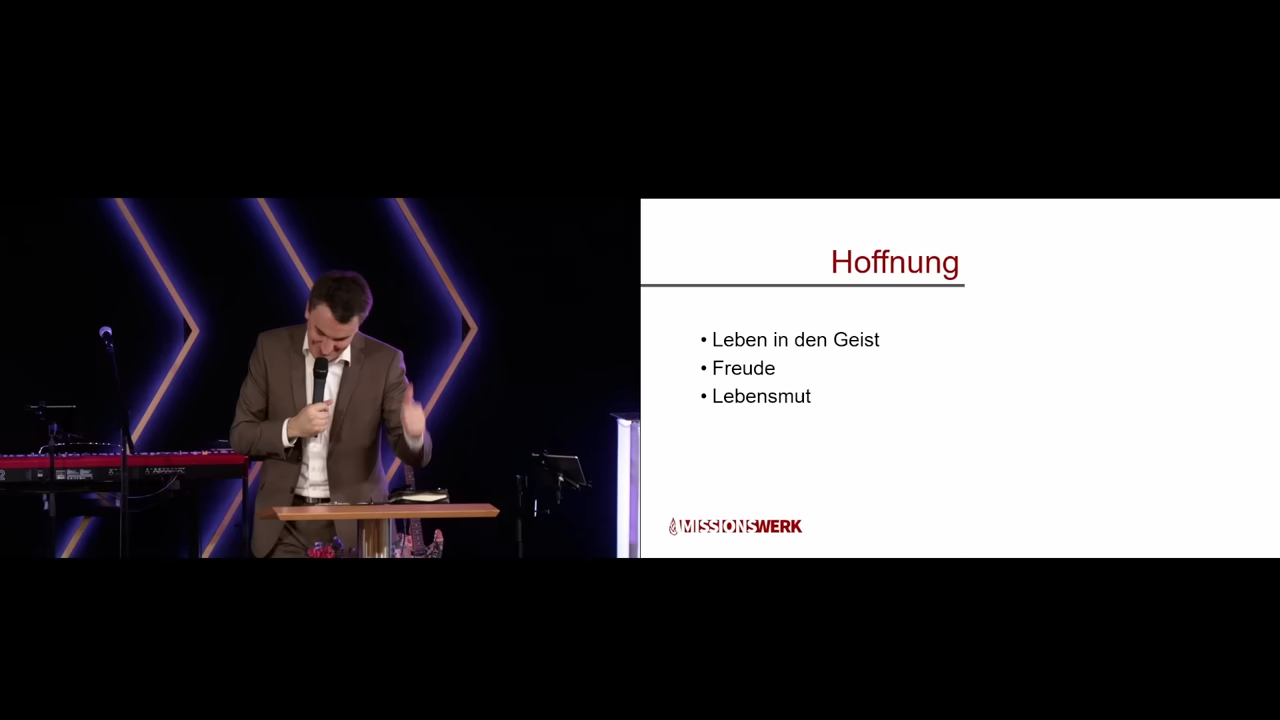 Hoffnung
• Leben in den Geist
• Freude
• Lebensmut
MISSIONSWERK